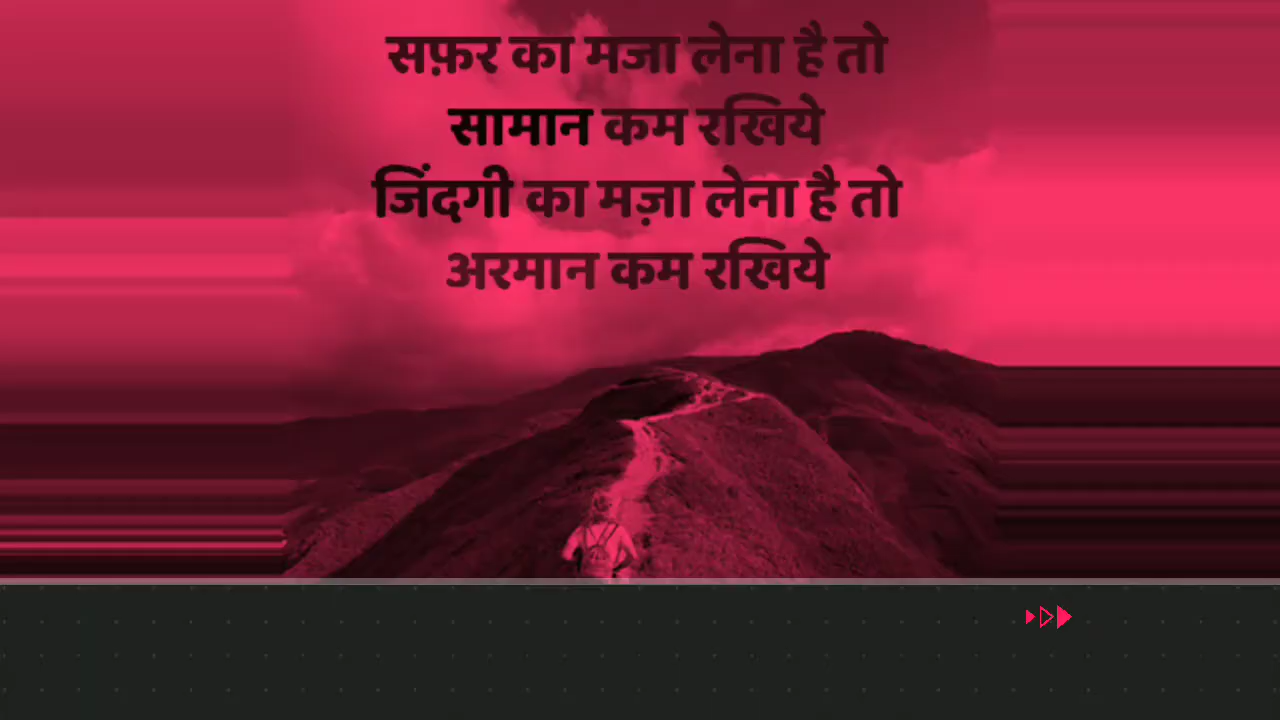 सफ़र का मजा लेना है तो
सामान कम रखिये
जिंदगी का मज़ा लेना है तो
अरमान कम रखिये